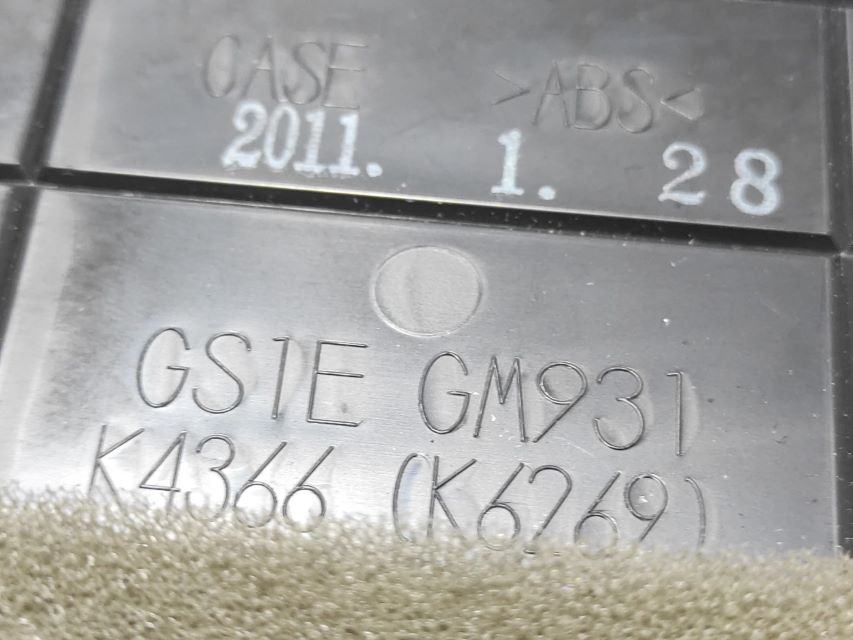 CASE >ABS<
2011. 1. 28
GS1E GM931
K4366 (K6269)